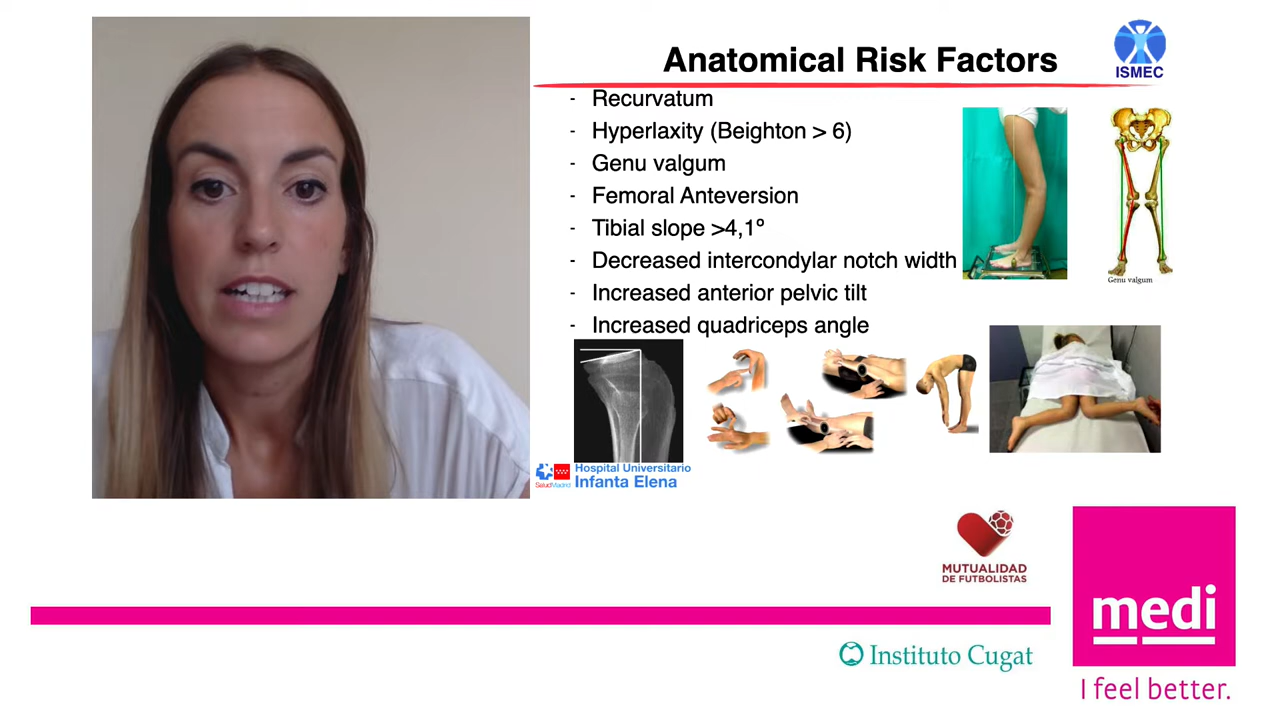 Anatomical Risk Factors
ISMEC
- Recurvatum
- Hyperlaxity (Beighton > 6)
- Genu valgum
- Femoral Anteversion
- Tibial slope >4,1º
- Decreased intercondylar notch width
- Increased anterior pelvic tilt
- Increased quadriceps angle
Genu valgum
SaludMadrid
Hospital Universitario
Infanta Elena
MUTUALIDAD
DE FUTBOLISTAS
medi
Instituto Cugat
I feel better.